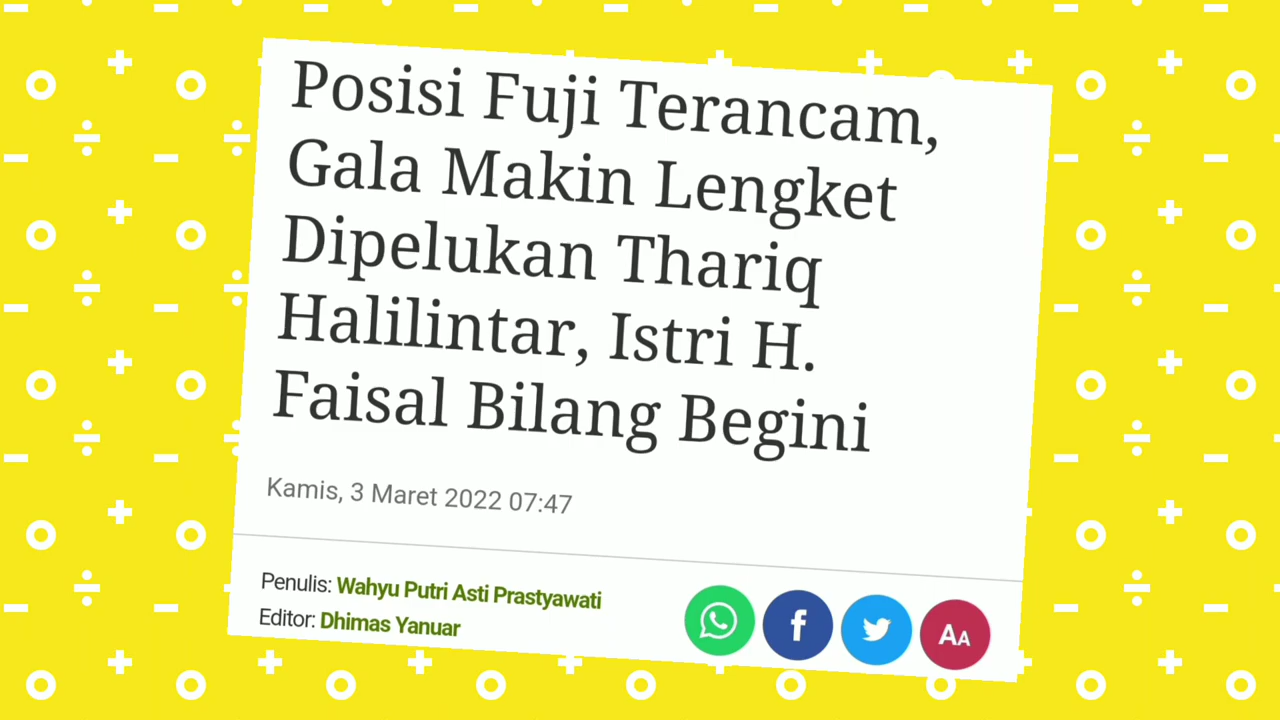 Posisi Fuji Terancam,
Gala Makin Lengket
Dipelukan Thariq
Halilintar, Istri H.
Faisal Bilang Begini
Kamis, 3 Maret 2022 07:47
Penulis: Wahyu Putri Asti Prastyawati
Editor: Dhimas Yanuar
AA